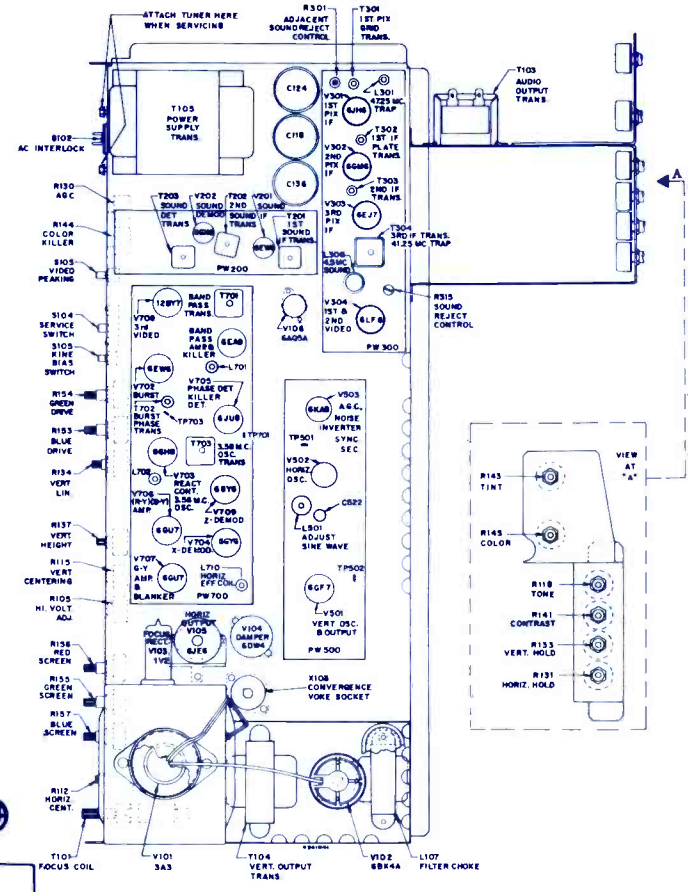 ATTACH TUNER HERE
WHEN SERVICING
R301
ADJACENT
SOUND REJECT
CONTROL
T301
1ST PIX
GRID
TRANS.
T103
AUDIO
OUTPUT
TRANS
T105
POWER
SUPPLY
TRANS.
C124
C118
C136
V301
1ST
PIX
IF
6JH6
L301
47.25 MC.
TRAP
T302
1ST IF
PLATE
TRANS.
V302
2ND
PIX
IF
6GM6
T303
2ND IF
TRANS.
V303
3RD
PIX
IF
6EJ7
T304
3RD IF TRANS.
41.25 MC TRAP
L306
4.5 MC
SOUND
R315
SOUND
REJECT
CONTROL
V304
1ST &
2ND
VIDEO
6LF8
PW300
S102
AC INTERLOCK
R130
AGC
R144
COLOR
KILLER
S103
VIDEO
PEAKING
S104
SERVICE
SWITCH
S105
KINE
BIAS
SWITCH
R154
GREEN
DRIVE
R153
BLUE
DRIVE
R134
VERT
LIN.
R137
VERT.
HEIGHT
R115
VERT
CENTERING
R105
HI. VOLT
ADJ.
R156
RED
SCREEN
R155
GREEN
SCREEN
R157
BLUE
SCREEN
R112
HORIZ.
CENT.
T101
FOCUS COIL
T203
SOUND
DET
TRANS
V202
SOUND
DEMOD
T202
2ND
SOUND
TRANS
V201
SOUND
IF
6EW6
T201
1ST
SOUND
IF TRANS.
PW200
12BY7
V708
3rd
VIDEO
BAND
PASS
TRANS.
T701
BAND
PASS
AMP &
KILLER
6EA8
V106
6AQ5A
6EW6
V702
BURST
L701
V705
PHASE DET
KILLER
DET.
T702
BURST
PHASE
TRANS
TP703
6JU8
TP701
6GH8
T703
3.58 M.C.
OSC.
TRANS
L702
V703
REACT
CONT.
3.58 M.C.
OSC.
6GY6
V709
Z-DEMOD
V706
(R-Y)(B-Y)
AMP.
6GU7
V704
X-DEMOD
6GY6
V707
G-Y
AMP.
&
BLANKER
6GU7
L710
HORIZ
EFF COIL
PW700
6KA8
V503
A.G.C.
NOISE
INVERTER
SYNC
SEC
TP501
V502
HORIZ.
OSC.
C522
L501
ADJUST
SINE WAVE
TP502
6GF7
V501
VERT OSC.
& OUTPUT
PW500
FOCUS
RECT.
V103
1V2
HORIZ
OUTPUT
V105
6JE6
V104
DAMPER
6DW4
X108
CONVERGENCE
YOKE SOCKET
V101
3A3
T104
VERT. OUTPUT
TRANS
V102
6BK4A
L107
FILTER CHOKE
A
VIEW
AT
"A"
R143
TINT
R145
COLOR
R118
TONE
R141
CONTRAST
R133
VERT. HOLD
R131
HORIZ. HOLD